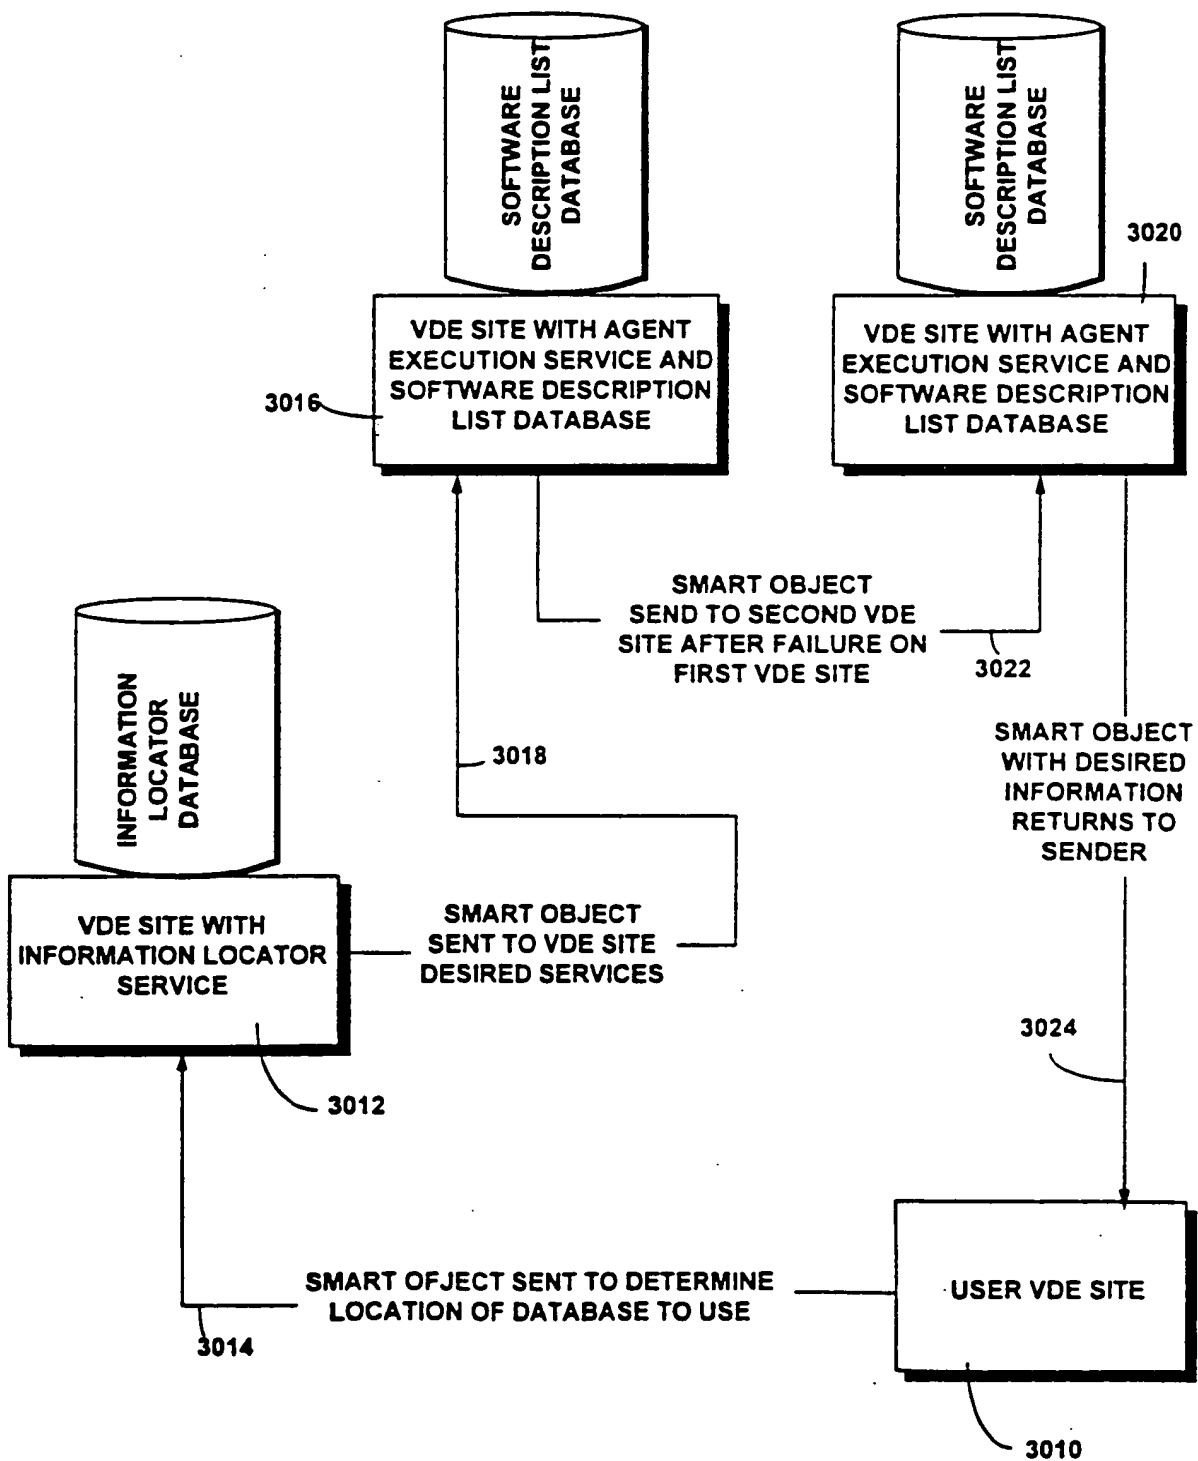 SOFTWARE
DESCRIPTION LIST
DATABASE
SOFTWARE
DESCRIPTION LIST
DATABASE
3020
VDE SITE WITH AGENT
EXECUTION SERVICE AND
SOFTWARE DESCRIPTION
LIST DATABASE
VDE SITE WITH AGENT
EXECUTION SERVICE AND
SOFTWARE DESCRIPTION
LIST DATABASE
3016
SMART OBJECT
SEND TO SECOND VDE
SITE AFTER FAILURE ON
FIRST VDE SITE
3022
INFORMATION
LOCATOR
DATABASE
3018
SMART OBJECT
WITH DESIRED
INFORMATION
RETURNS TO
SENDER
VDE SITE WITH
INFORMATION LOCATOR
SERVICE
SMART OBJECT
SENT TO VDE SITE
DESIRED SERVICES
3024
3012
SMART OFJECT SENT TO DETERMINE
LOCATION OF DATABASE TO USE
USER VDE SITE
3014
3010